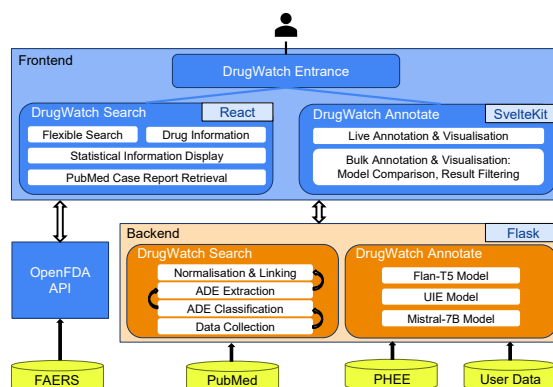 Frontend
DrugWatch Entrance
DrugWatch Search
React
Flexible Search
Drug Information
Statistical Information Display
PubMed Case Report Retrieval
DrugWatch Annotate
SvelteKit
Live Annotation & Visualisation
Bulk Annotation & Visualisation:
Model Comparison, Result Filtering
OpenFDA
API
Backend
Flask
DrugWatch Search
Normalisation & Linking
ADE Extraction
ADE Classification
Data Collection
DrugWatch Annotate
Flan-T5 Model
UIE Model
Mistral-7B Model
FAERS
PubMed
PHEE
User Data